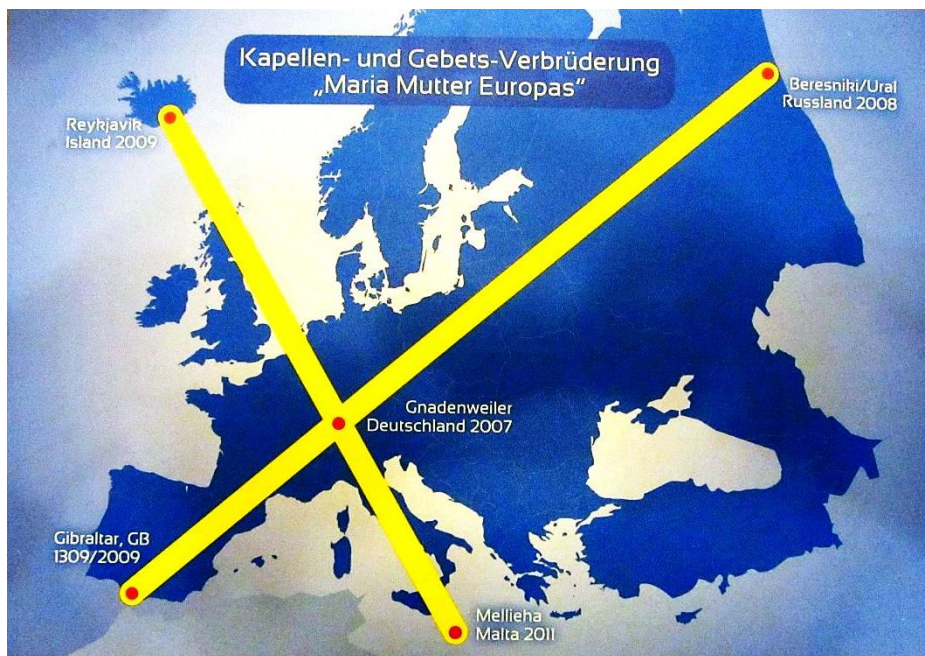 Kapellen- und Gebets-Verbrüderung
„Maria Mutter Europas"
Beresniki/Ural
Russland 2008
Reykjavik
Island 2009
Gnadenweiler
Deutschland 2007
Gibraltar, GB
1309/2009
Mellieha
Malta 2011